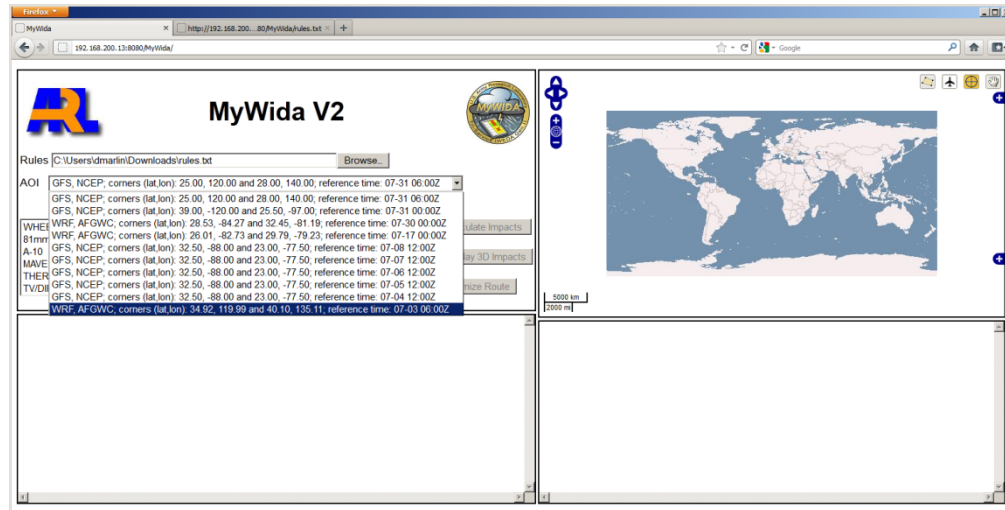 Firefox
MyWida
http://192.168.200....80/MyWida/rules.txt
192.168.200.13:8080/MyWida/
Google
ARL
MyWida V2
MyWIDA
Rules C:\Users\dmarlin\Downloads\rules.txt Browse..
AOI GFS, NCEP; corners (lat,lon): 25.00, 120.00 and 28.00, 140.00; reference time: 07-31 06:00Z
GFS, NCEP; corners (lat,lon): 25.00, 120.00 and 28.00, 140.00; reference time: 07-31 06:00Z
GFS, NCEP; corners (lat,lon): 39.00, -120.00 and 25.50, -97.00; reference time: 07-31 00:00Z
WRF, AFGWC; corners (lat,lon): 28.53, -84.27 and 32.45, -81.19; reference time: 07-30 00:00Z
WRF, AFGWC; corners (lat,lon): 26.01, -82.73 and 29.79, -79.23; reference time: 07-17 00:00Z
GFS, NCEP; corners (lat,lon): 32.50, -88.00 and 23.00, -77.50; reference time: 07-08 12:00Z
GFS, NCEP; corners (lat,lon): 32.50, -88.00 and 23.00, -77.50; reference time: 07-07 12:00Z
GFS, NCEP; corners (lat,lon): 32.50, -88.00 and 23.00, -77.50; reference time: 07-06 12:00Z
GFS, NCEP; corners (lat,lon): 32.50, -88.00 and 23.00, -77.50; reference time: 07-05 12:00Z
GFS, NCEP; corners (lat,lon): 32.50, -88.00 and 23.00, -77.50; reference time: 07-04 12:00Z
WRF, AFGWC; corners (lat,lon): 34.92, 119.99 and 40.10, 135.11; reference time: 07-03 06:00Z
WHEE
81mm
A-10
MAVE
THER
TV/DI
ulate Impacts
lay 3D Impacts
mize Route
5000 km
2000 mi